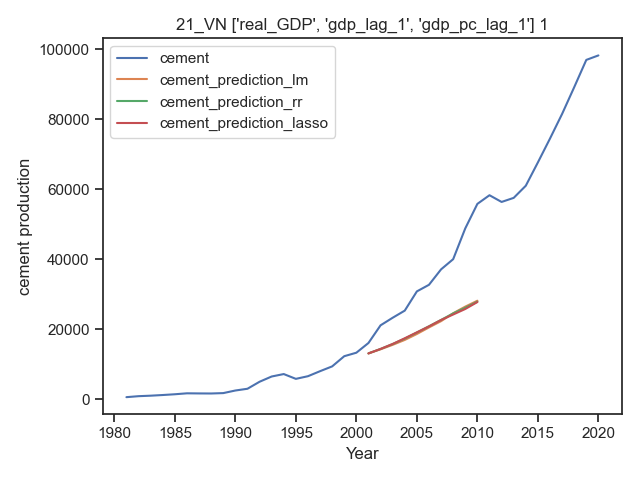 21_VN ['real_GDP', 'gdp_lag_1', 'gdp_pc_lag_1'] 1
cement
cement_prediction_lm
cement_prediction_rr
cement_prediction_lasso
cement production
100000
80000
60000
40000
20000
0
1980 1985 1990 1995 2000 2005 2010 2015 2020
Year